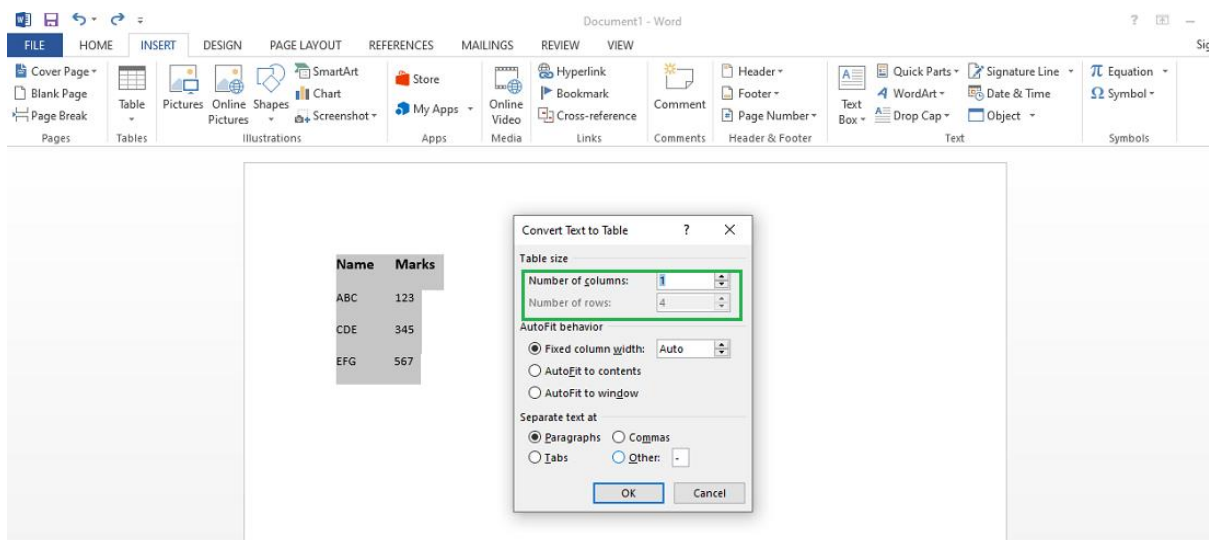 Document1 - Word
?
FILE HOME INSERT DESIGN PAGE LAYOUT REFERENCES MAILINGS REVIEW VIEW Sig
Cover Page
Blank Page
Page Break
Pages
Table
Tables
Pictures
Online Pictures
Shapes
SmartArt
Chart
Screenshot
Illustrations
Store
My Apps
Apps
Online Video
Media
Hyperlink
Bookmark
Cross-reference
Links
Comment
Comments
Header
Footer
Page Number
Header & Footer
Text Box
Quick Parts
WordArt
Drop Cap
Signature Line
Date & Time
Object
Text
π Equation
Ω Symbol
Symbols
Name Marks
ABC 123
CDE 345
EFG 567
Convert Text to Table ?
Table size
Number of columns: 1
Number of rows: 4
AutoFit behavior
Fixed column width: Auto
AutoFit to contents
AutoFit to window
Separate text at
Paragraphs Commas
Tabs Other: -
OK Cancel